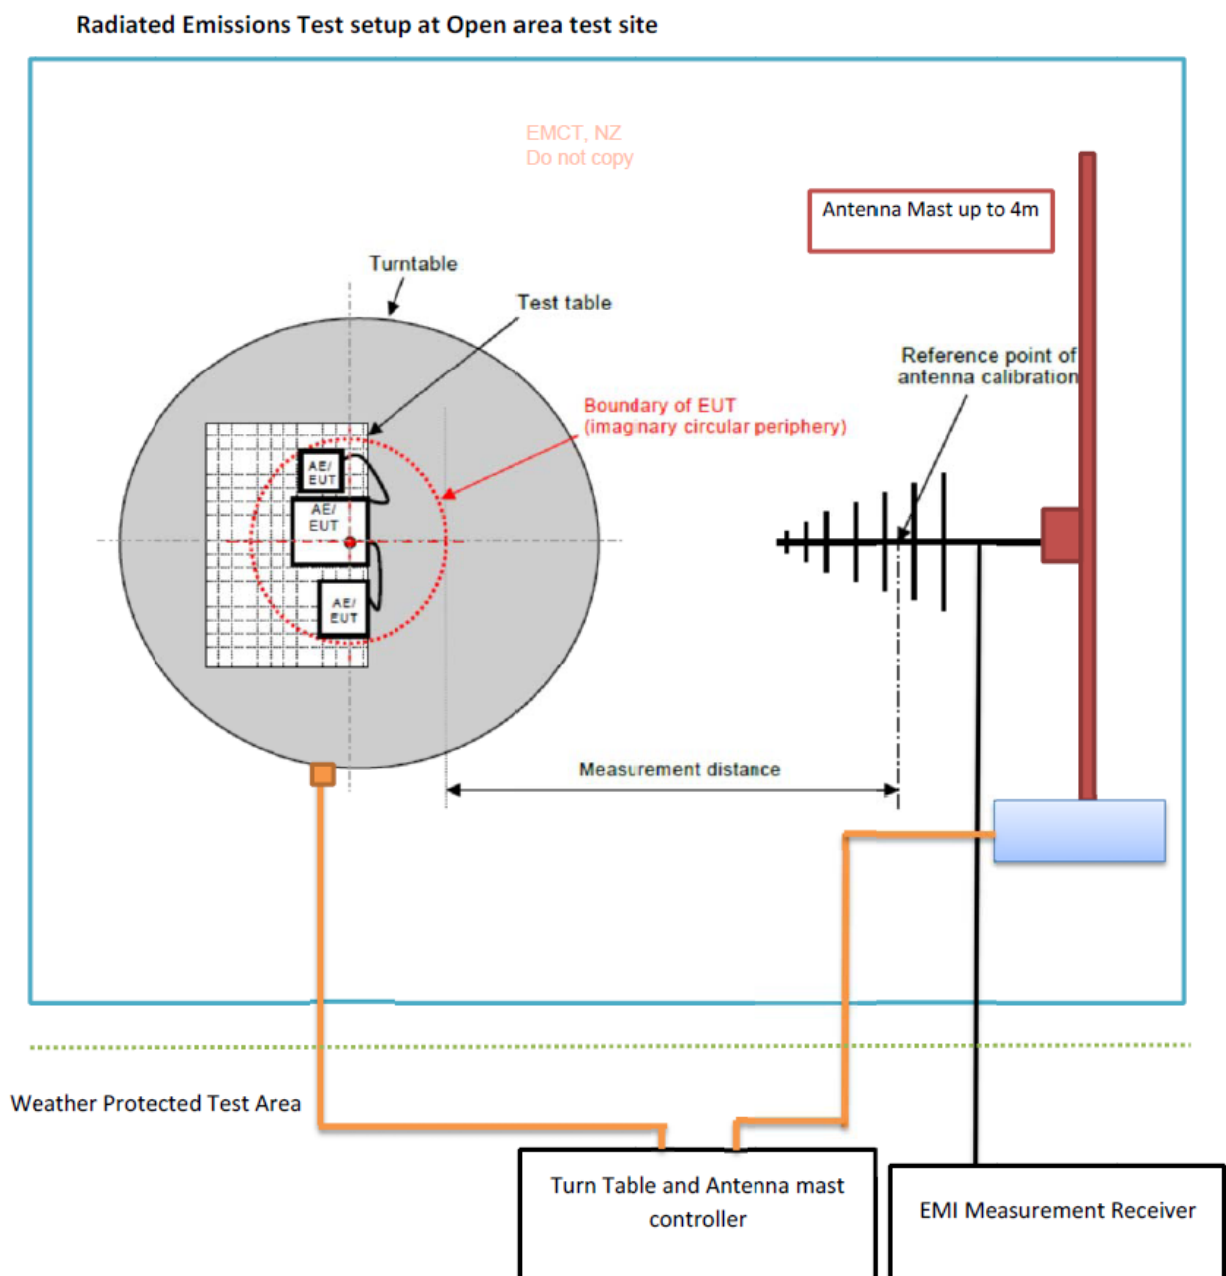 Radiated Emissions Test setup at Open area test site
EMCT, NZ
Do not copy
Antenna Mast up to 4m
Turntable
Test table
Reference point of
antenna calibration
Boundary of EUT
(imaginary circular periphery)
AE/
EUT
AE/
EUT
AE/
EUT
Measurement distance
Weather Protected Test Area
Turn Table and Antenna mast
controller
EMI Measurement Receiver